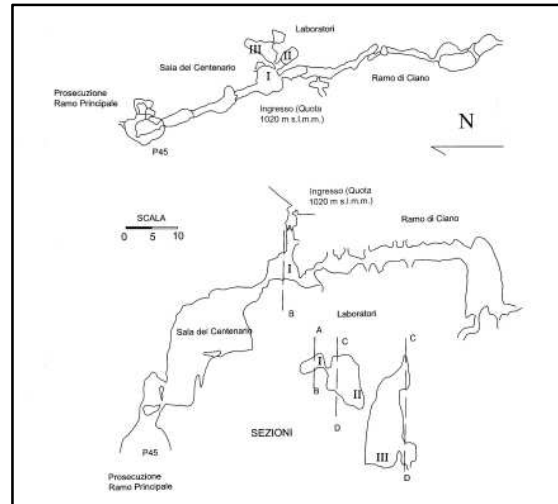 Laboratori
III
II
Sala del Centenario
I
Prosecuzione
Ramo Principale
Ramo di Ciano
Ingresso (Quota
1020 m s.l.m.m.)
N
P45
Ingresso (Quota
1020 m s.l.m.m.)
SCALA
0 5 10
Ramo di Ciano
A
I
B
Laboratori
Sala del Centenario
A
C
C
I
B
II
D
SEZIONI
P45
III
D
Prosecuzione
Ramo Principale